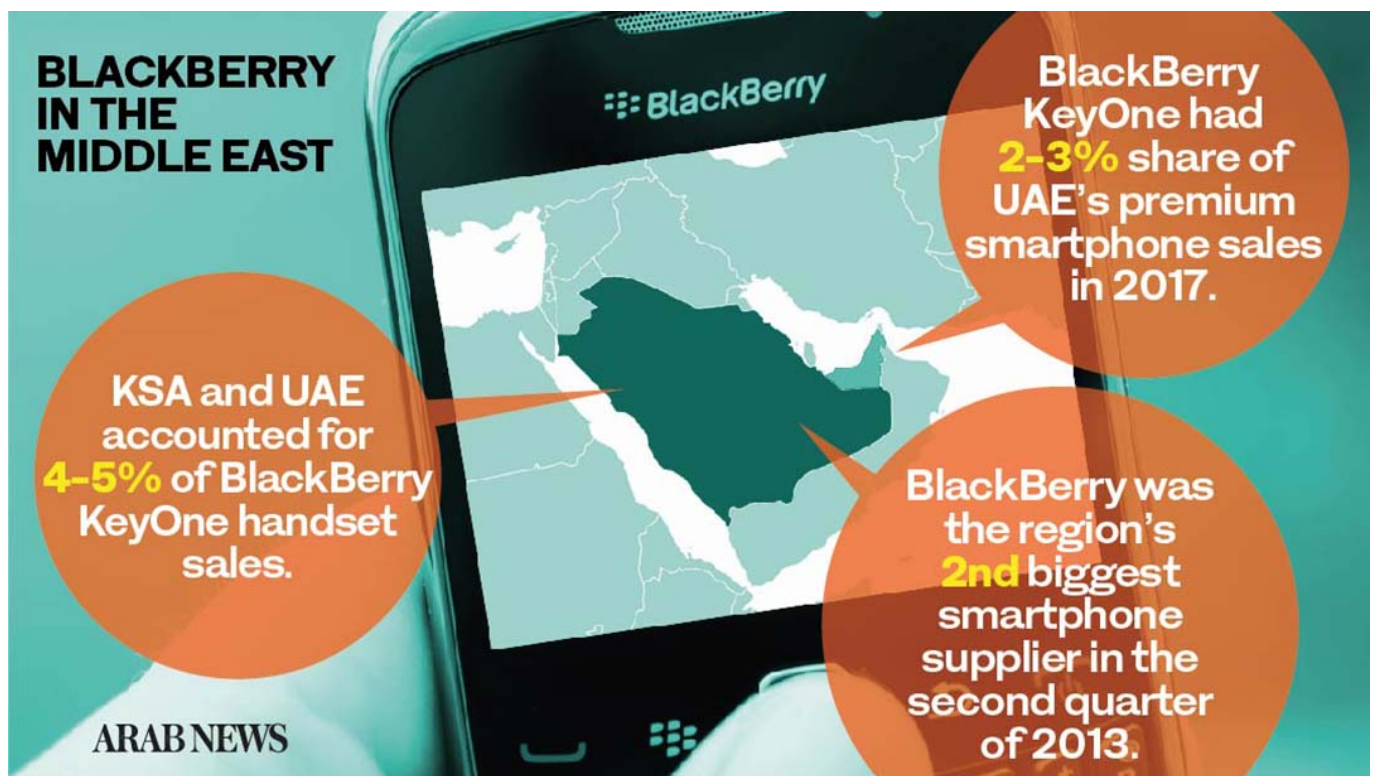 BLACKBERRY
IN THE
MIDDLE EAST
BlackBerry
BlackBerry
KeyOne had
2-3% share of
UAE's premium
smartphone sales
in 2017.
KSA and UAE
accounted for
4-5% of BlackBerry
KeyOne handset
sales.
BlackBerry was
the region's
2nd biggest
smartphone
supplier in the
second quarter
of 2013.
ARAB NEWS